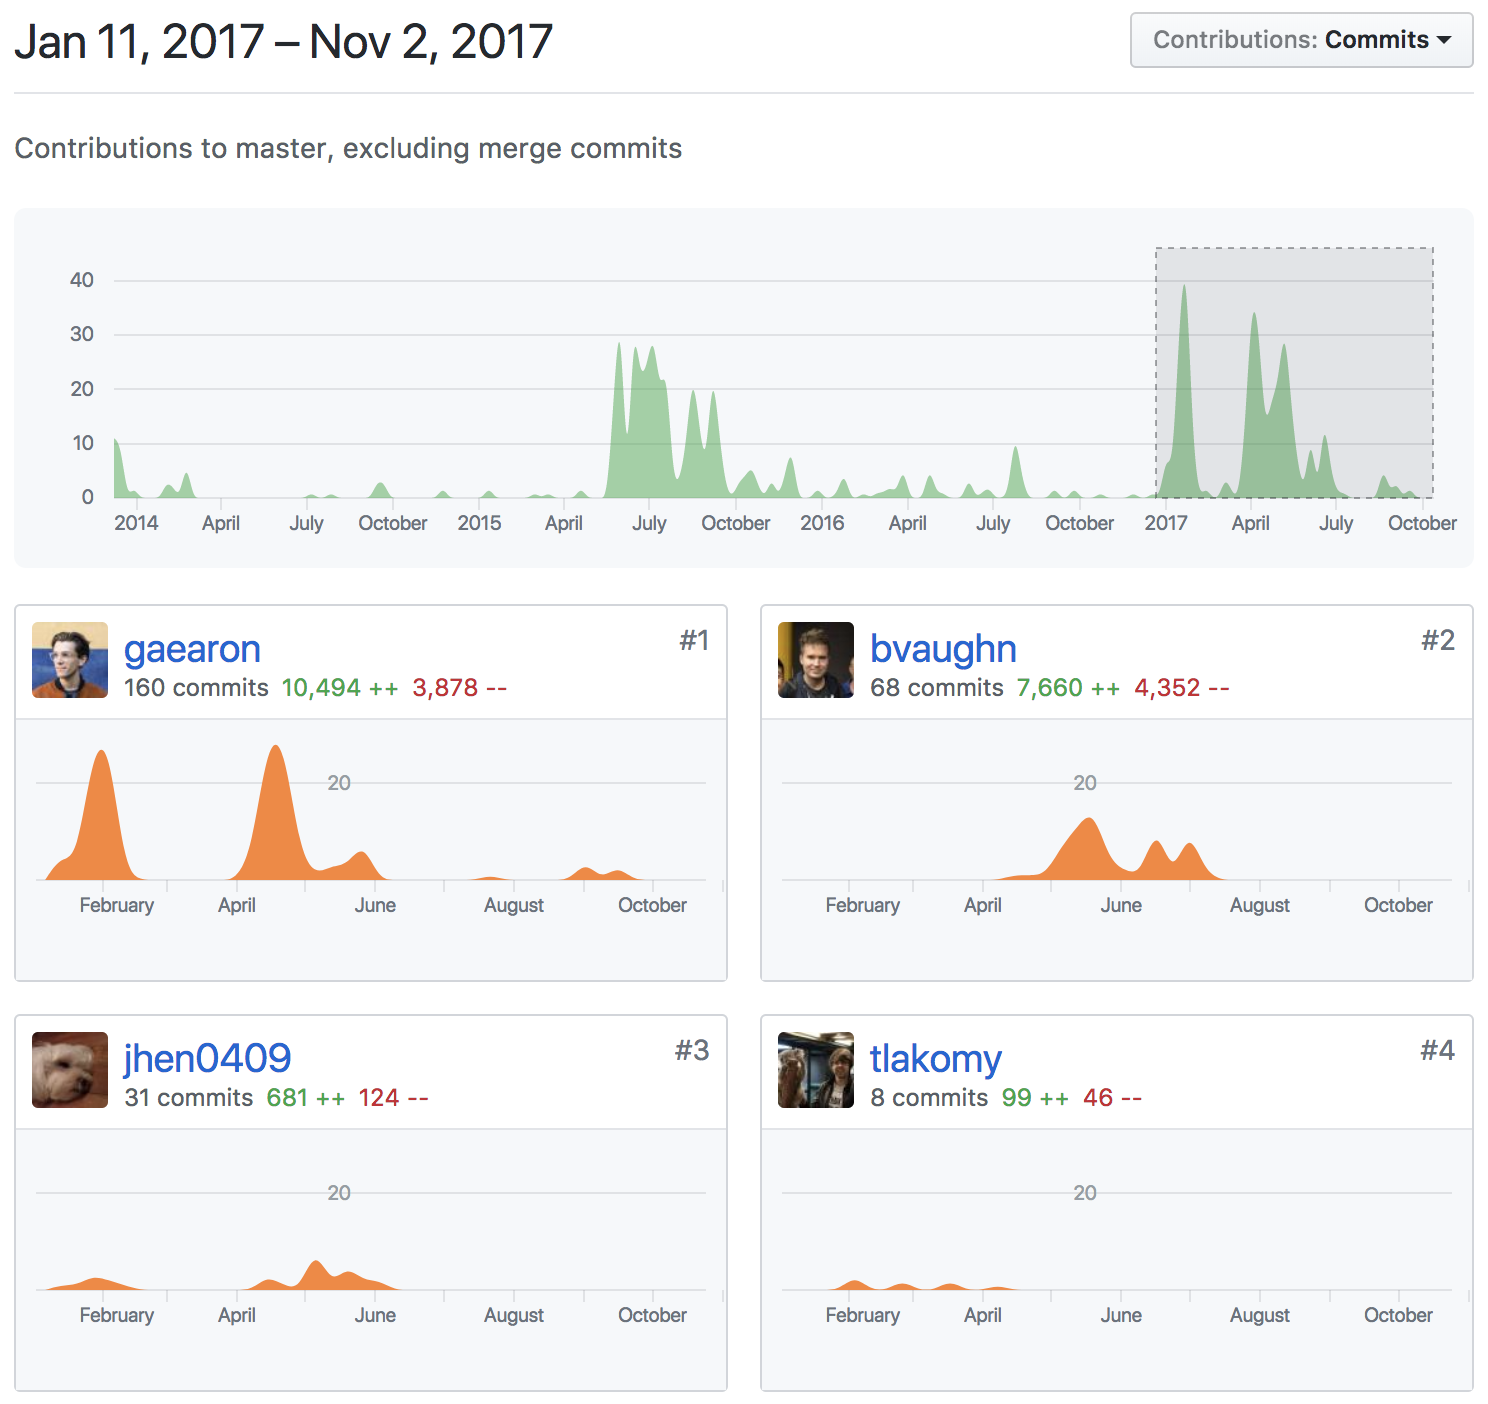 Jan 11, 2017 – Nov 2, 2017
Contributions: Commits
Contributions to master, excluding merge commits
40
30
20
10
0
2014 April July October 2015 April July October 2016 April July October 2017 April July October
gaearon #1
160 commits 10,494 ++ 3,878 --
20
February April June August October
bvaughn #2
68 commits 7,660 ++ 4,352 --
20
February April June August October
jhen0409 #3
31 commits 681 ++ 124 --
20
February April June August October
tlakomy #4
8 commits 99 ++ 46 --
20
February April June August October